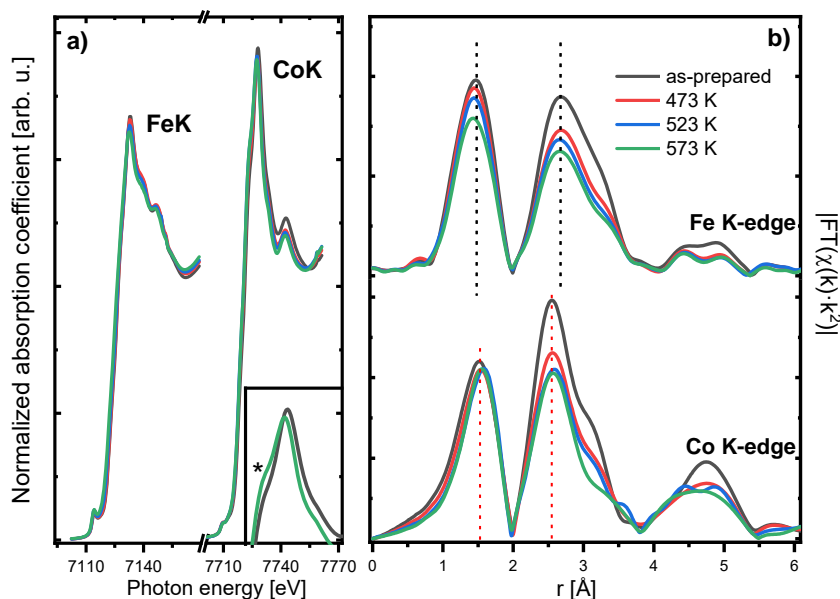 a)
FeK
CoK
*
Normalized absorption coefficient [arb. u.]
7110 7140 7710 7740 7770
Photon energy [eV]
b)
as-prepared
473 K
523 K
573 K
Fe K-edge
Co K-edge
|FT(χ(k)·K²)|
0 1 2 3 4 5 6
r [Å]